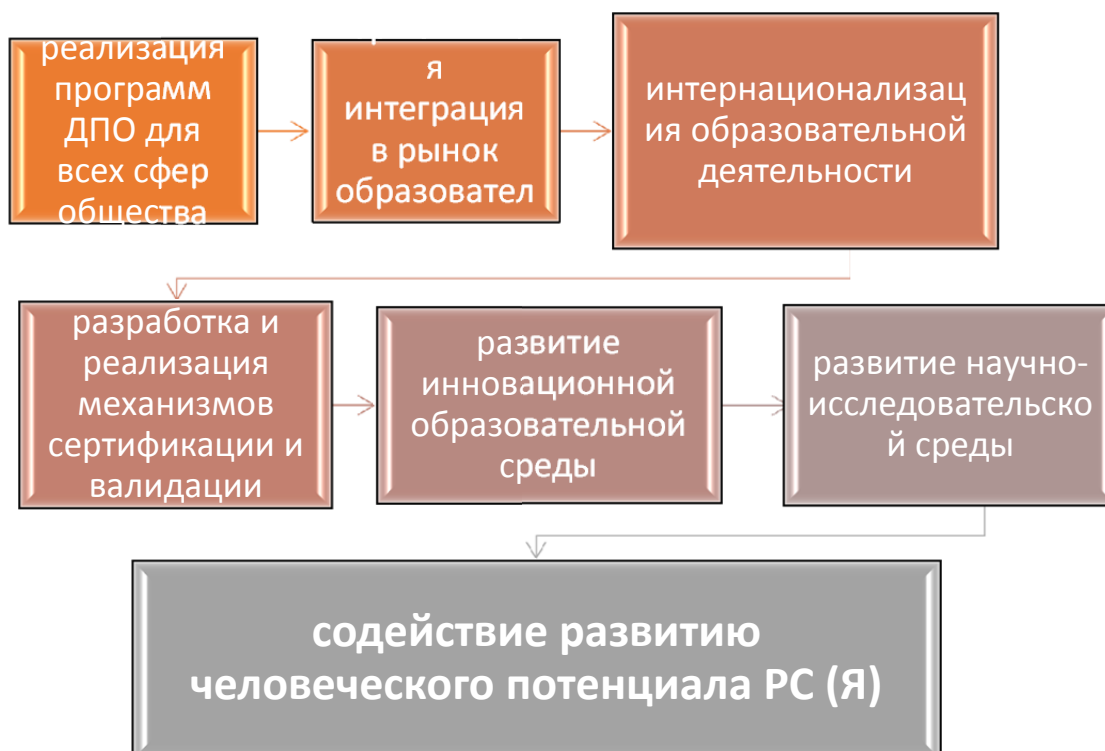 реализация
программ
ДПО для
всех сфер
общества
я
интеграция
в рынок
образовател
интернационализац
ия образовательной
деятельности
разработка и
реализация
механизмов
сертификации и
валидации
развитие
инновационной
образовательной
среды
развитие научно-
исследовательско
й среды
содействие развитию
человеческого потенциала РС (Я)